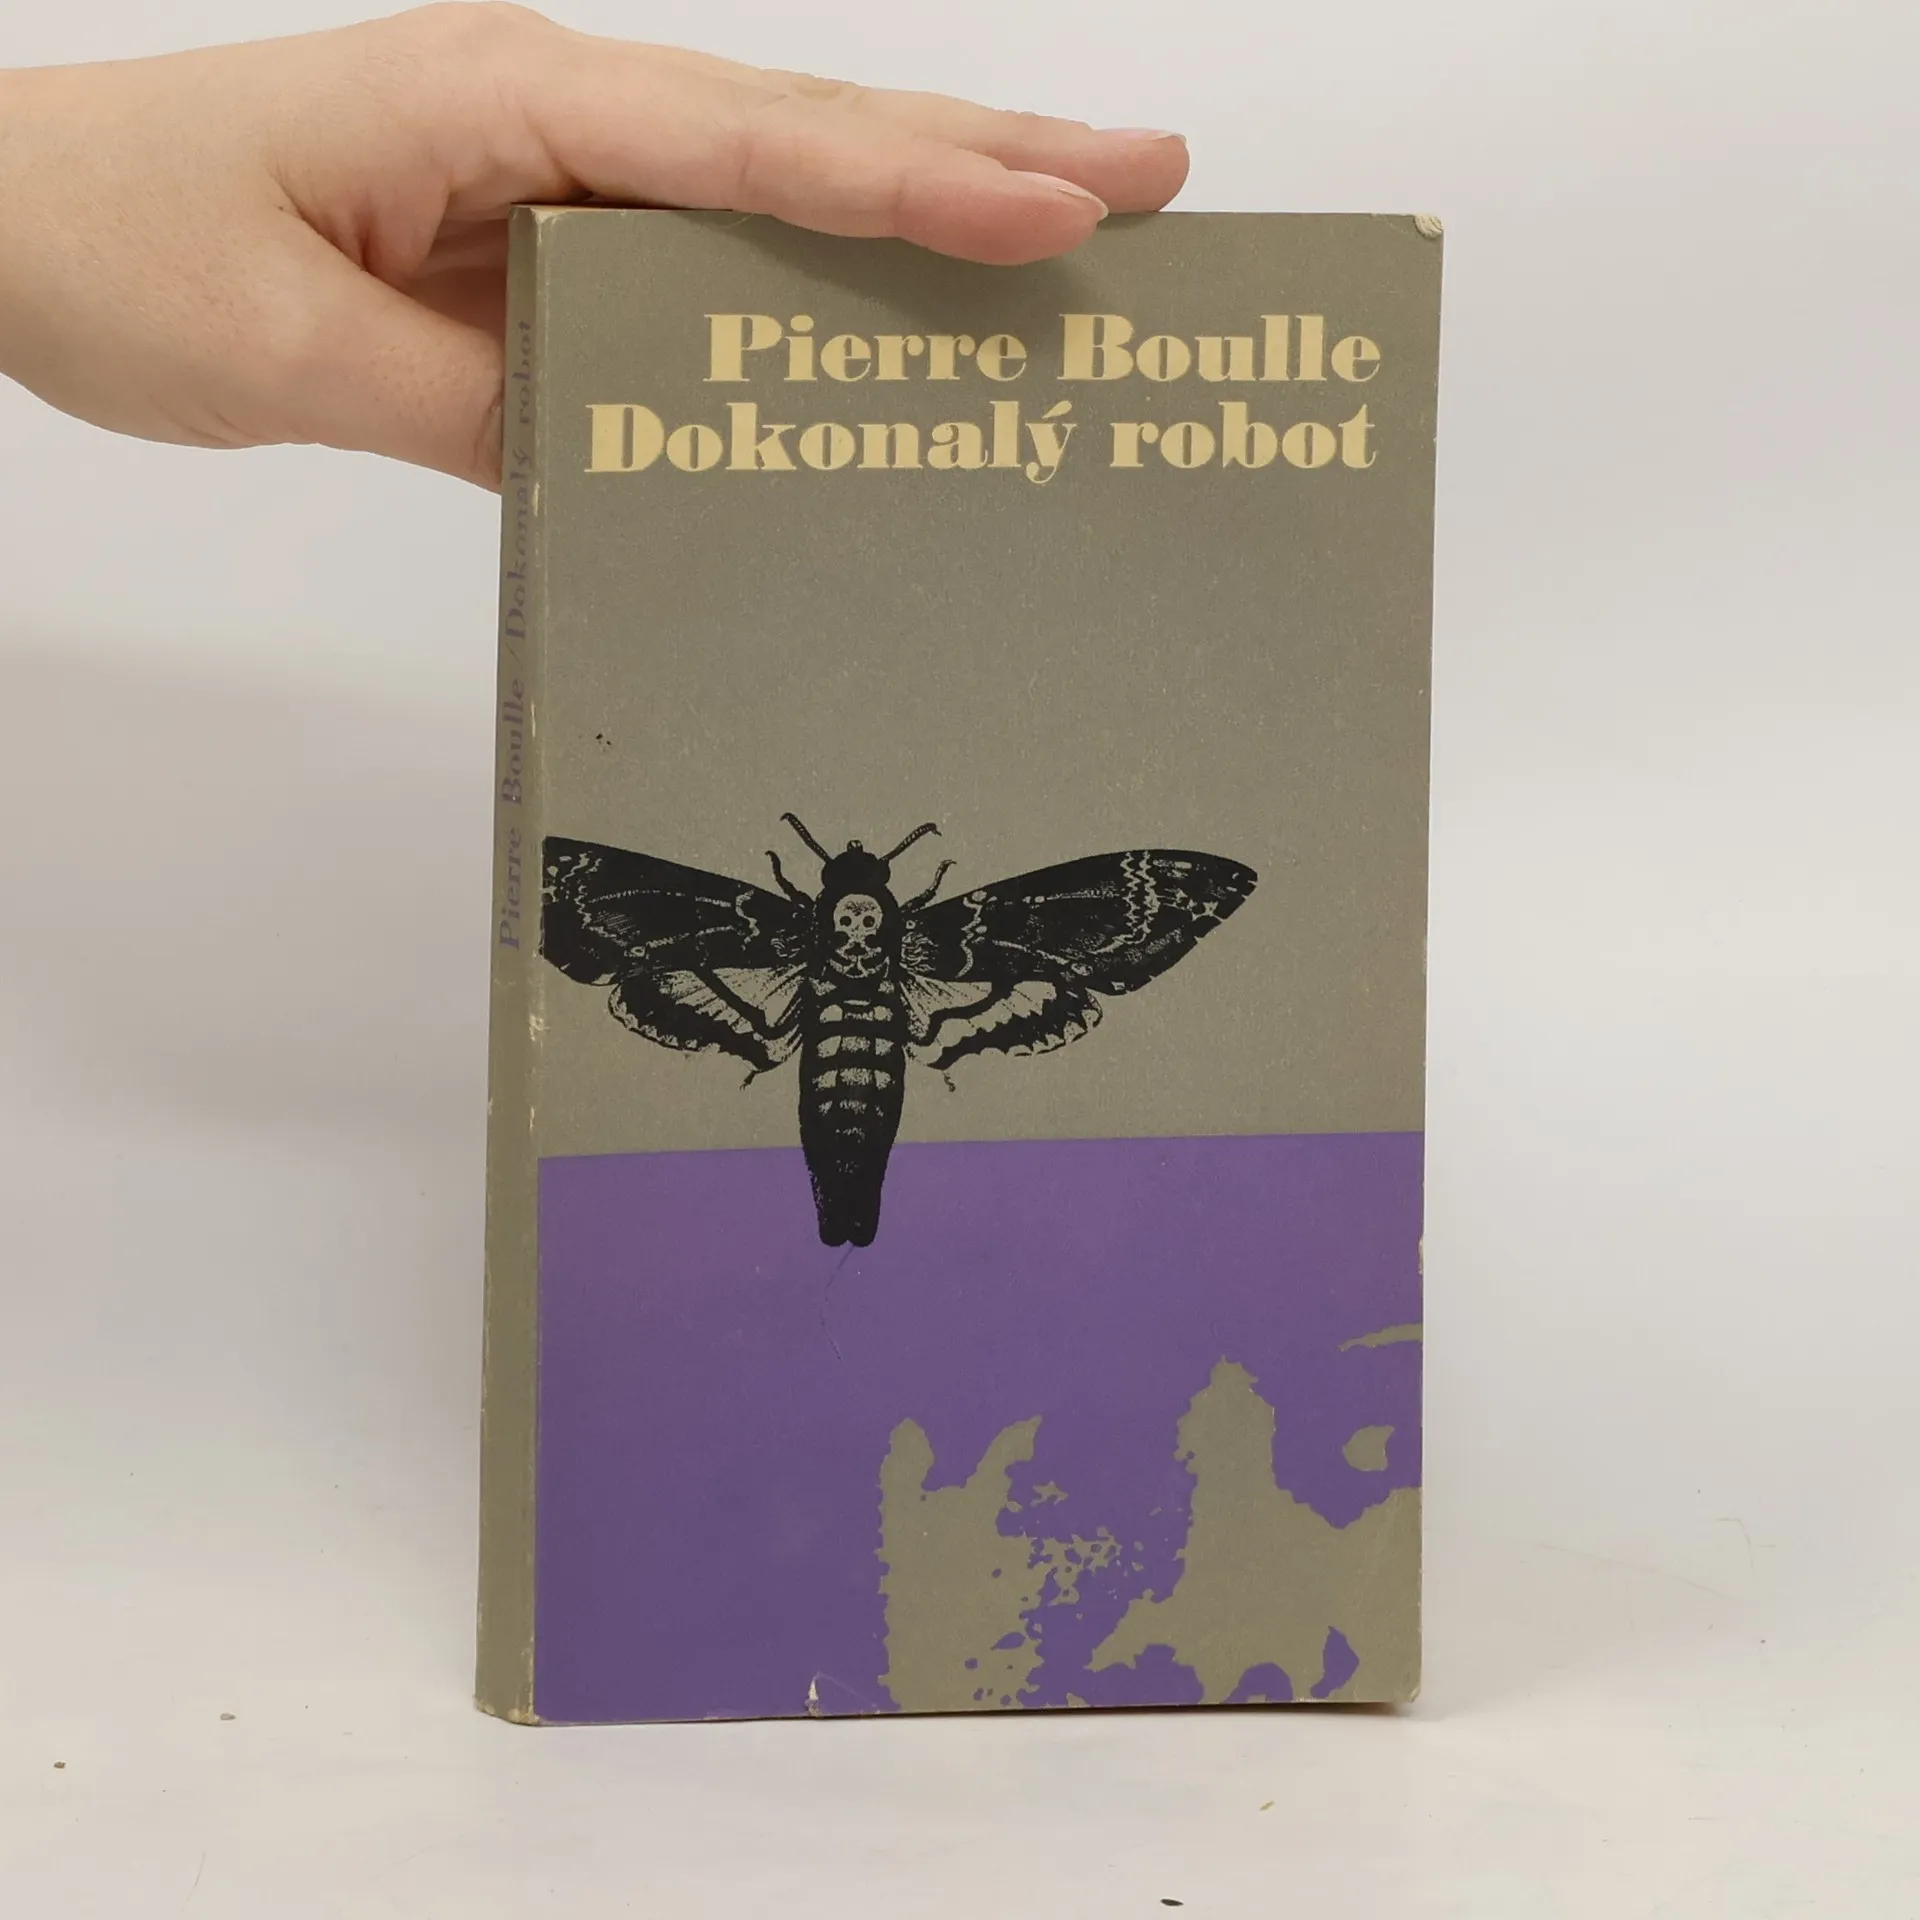 Pierre Boulle
Dokonalý robot
Pierre Boulle / Dokonalý robot